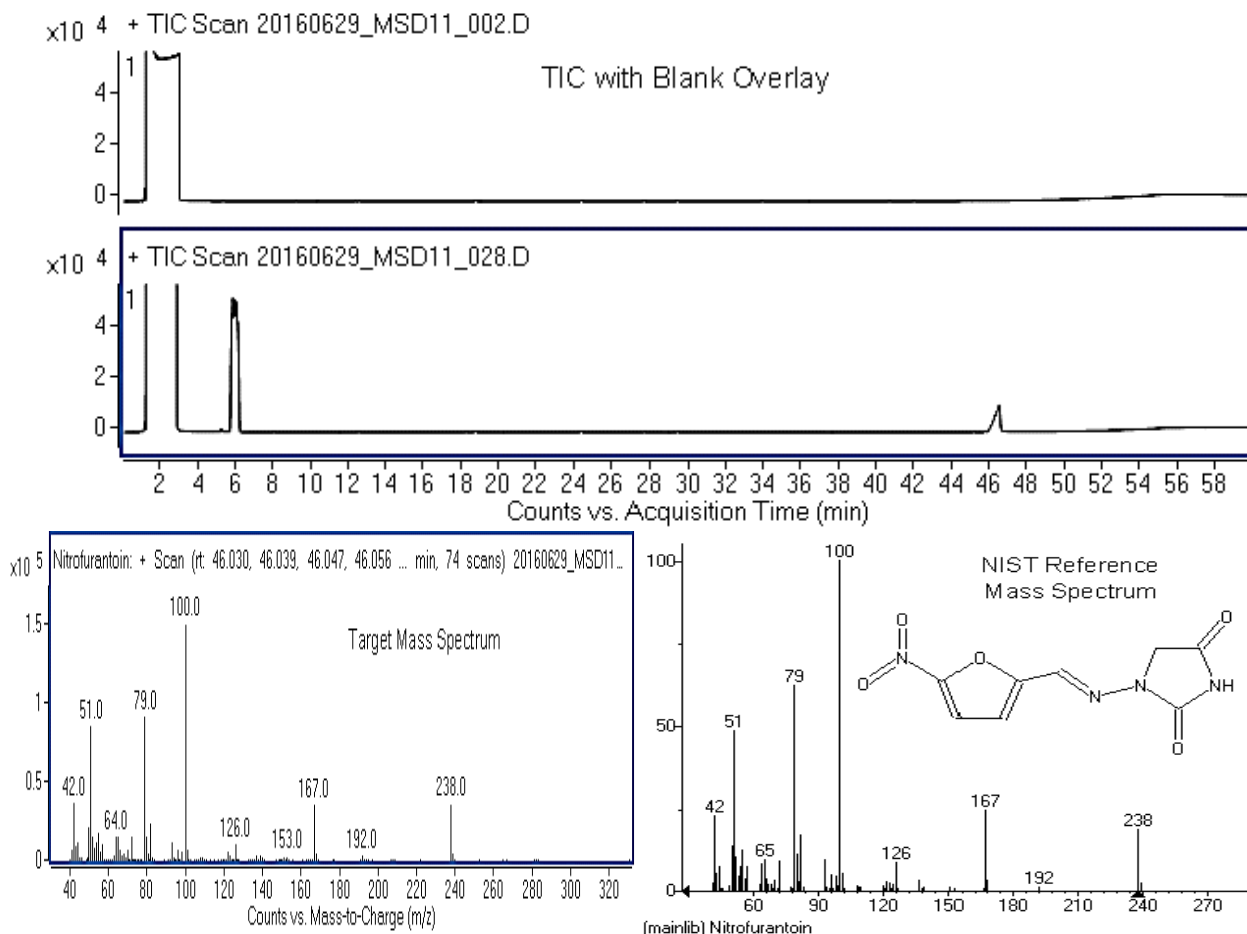 x10 4 + TIC Scan 20160629_MSD11_002.D
1
TIC with Blank Overlay
4
2
0
x10 4 + TIC Scan 20160629_MSD11_028.D
1
4
2
0
2 4 6 8 10 12 14 16 18 20 22 24 26 28 30 32 34 36 38 40 42 44 46 48 50 52 54 56 58
Counts vs. Acquisition Time (min)
x10 5 Nitrofurantoin: + Scan (rt: 46.030, 46.039, 46.047, 46.056 ... min, 74 scans) 20160629_MSD11...
Target Mass Spectrum
1.5
1
0.5
0
42.0
51.0
64.0
79.0
100.0
126.0
153.0
167.0
192.0
238.0
40 60 80 100 120 140 160 180 200 220 240 260 280 300 320
Counts vs. Mass-to-Charge (m/z)
NIST Reference
Mass Spectrum
100
50
0
42
51
65
79
100
126
167
192
238
O
N
O
O
N
N
O
NH
O
60 90 120 150 180 210 240 270
(mainlib) Nitrofurantoin